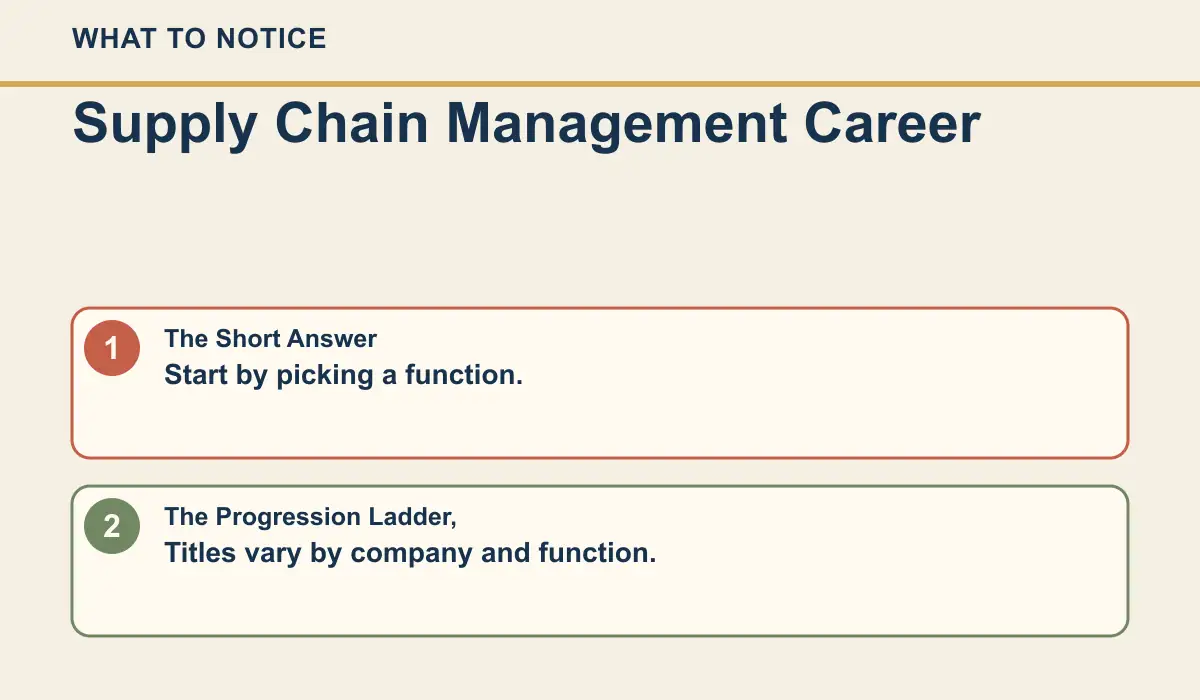 WHAT TO NOTICE
Supply Chain Management Career
1
The Short Answer
Start by picking a function.
2
The Progression Ladder,
Titles vary by company and function.